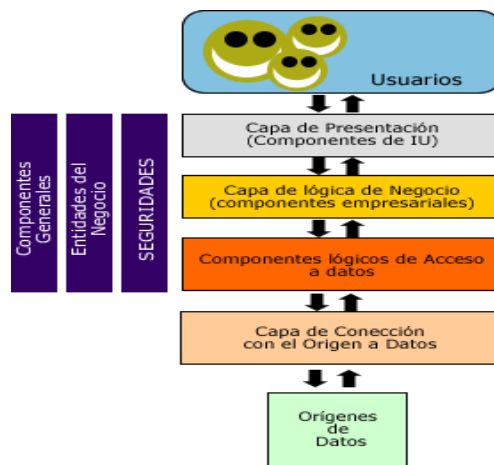 Usuarios
Capa de Presentación
(Componentes de IU)
Capa de lógica de Negocio
(componentes empresariales)
Componentes lógicos de Acceso
a datos
Capa de Conección
con el Origen a Datos
Orígenes
de
Datos
Componentes
Generales
Entidades del
Negocio
SEGURIDADES